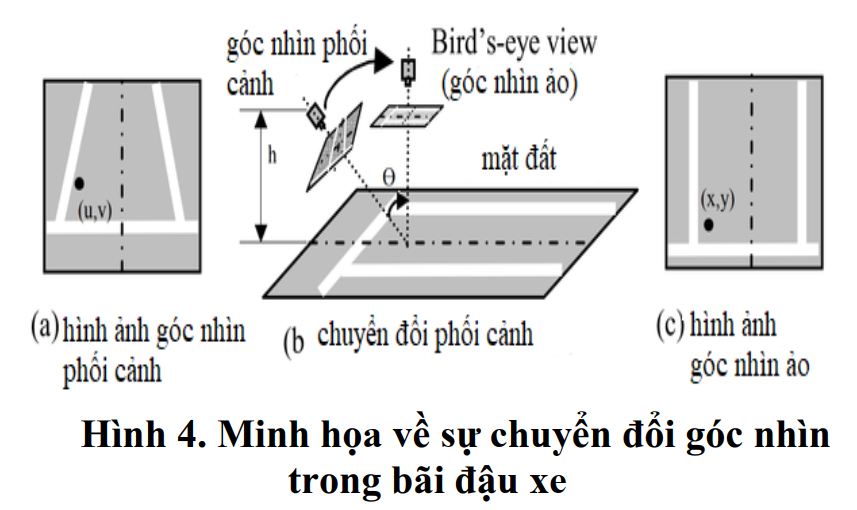 góc nhìn phối
cảnh
Bird's-eye view
(góc nhìn ảo)
h
Θ
mặt đất
(u,v)
(x,y)
(a) hình ảnh góc nhìn
phối cảnh
(b chuyển đổi phối cảnh
(c) hình ảnh
góc nhìn ảo
Hình 4. Minh họa về sự chuyển đổi góc nhìn
trong bãi đậu xe